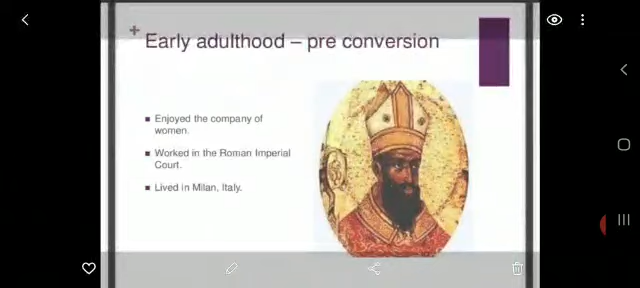 +
Early adulthood – pre conversion
■ Enjoyed the company of
women.
■ Worked in the Roman Imperial
Court.
■ Lived in Milan, Italy.